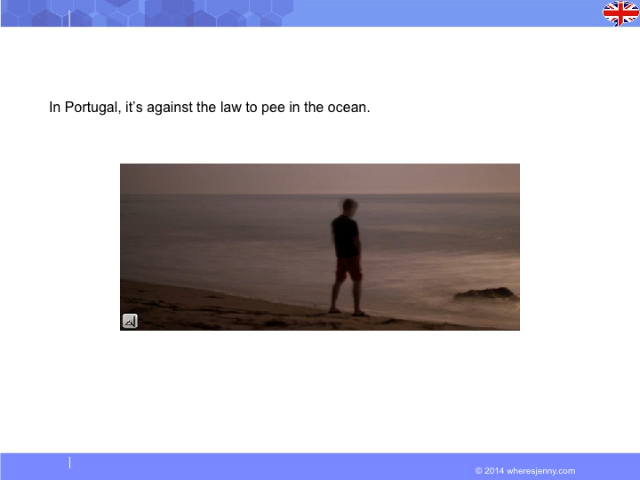 In Portugal, it’s against the law to pee in the ocean.
© 2014 wheresjenny.com